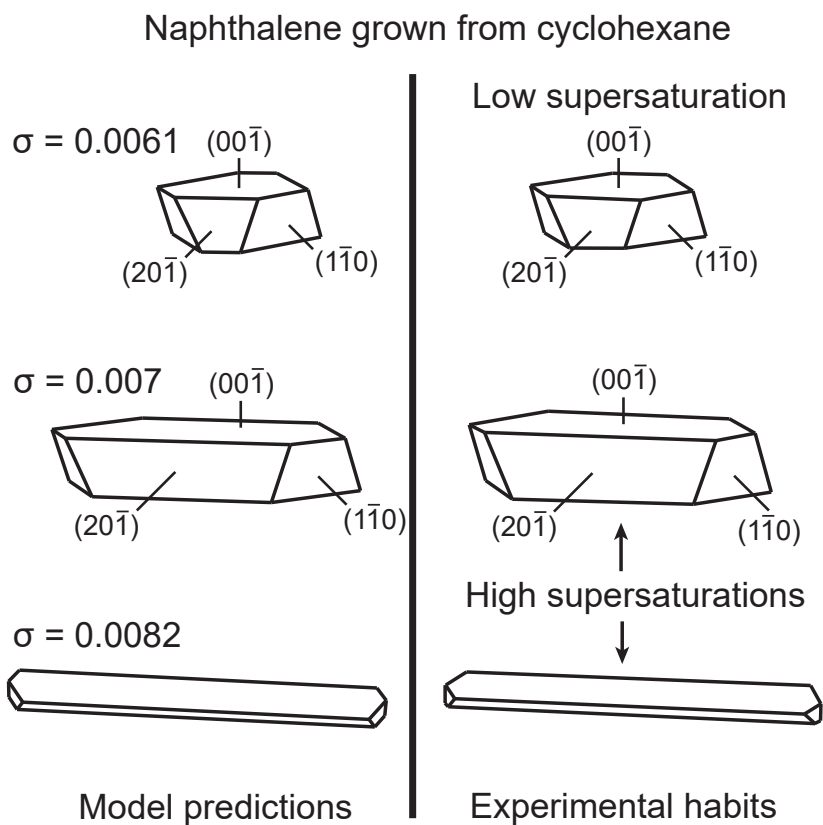 Naphthalene grown from cyclohexane
Low supersaturation
σ = 0.0061
(001̅)
(201̅)
(11̅0)
(001̅)
(201̅)
(11̅0)
σ = 0.007
(001̅)
(201̅)
(11̅0)
(001̅)
(201̅)
(11̅0)
High supersaturations
σ = 0.0082
Model predictions
Experimental habits